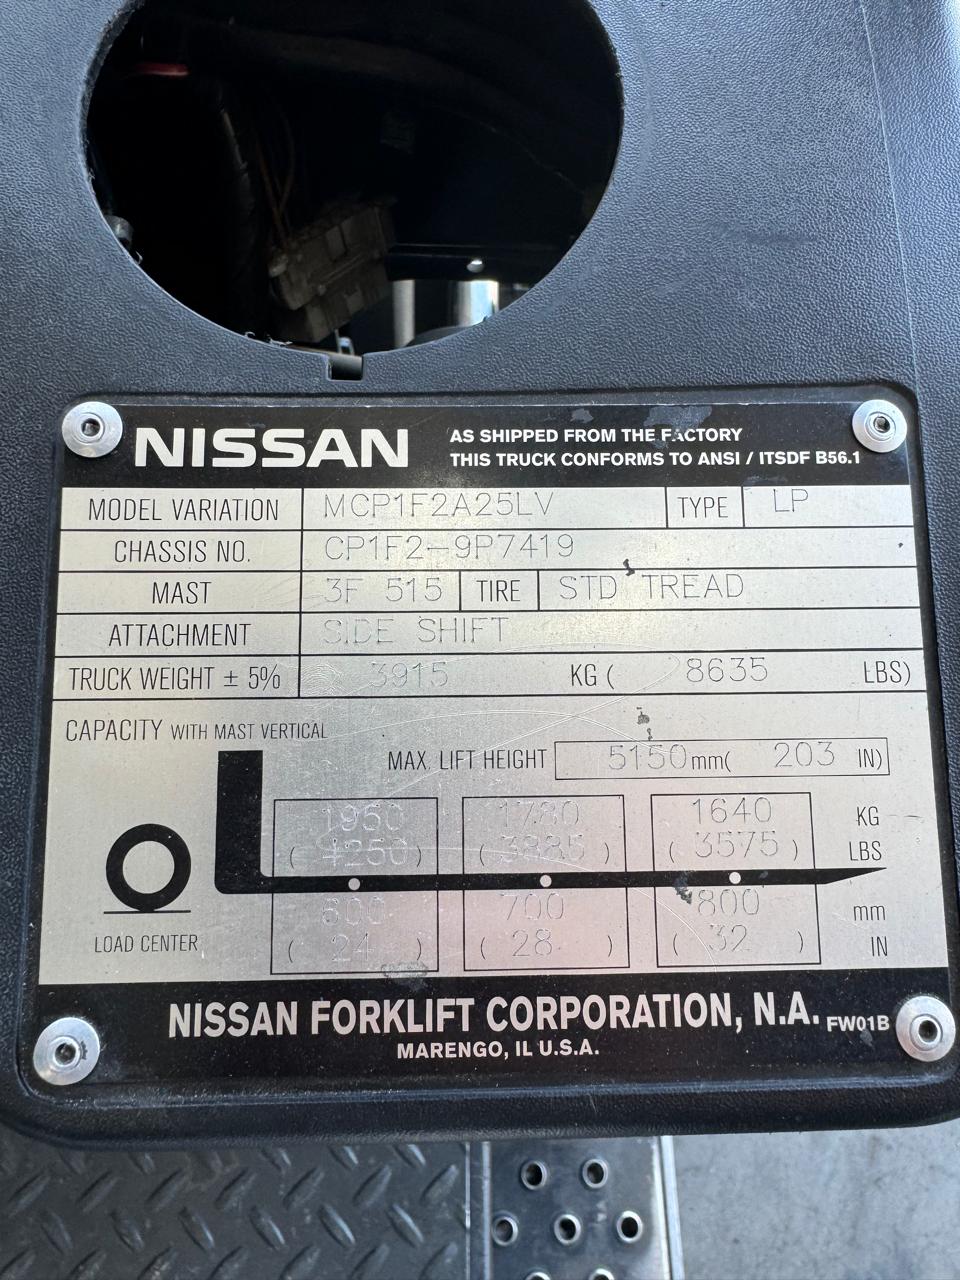 NISSAN
AS SHIPPED FROM THE FACTORY
THIS TRUCK CONFORMS TO ANSI / ITSDF B56.1
MODEL VARIATION MCP1F2A25LV TYPE LP
CHASSIS NO. CP1F2-9P7419
MAST 3F 515 TIRE STD TREAD
ATTACHMENT SIDE SHIFT
TRUCK WEIGHT ± 5% 3915 KG ( 8635 LBS)
CAPACITY WITH MAST VERTICAL
MAX. LIFT HEIGHT 5150 mm( 203 IN)
1950 1780 1640 KG
( 4250 ) ( 3885 ) ( 3575 ) LBS
600 700 800 mm
LOAD CENTER ( 24 ) ( 28 ) ( 32 ) IN
NISSAN FORKLIFT CORPORATION, N.A. FW01B
MARENGO, IL U.S.A.